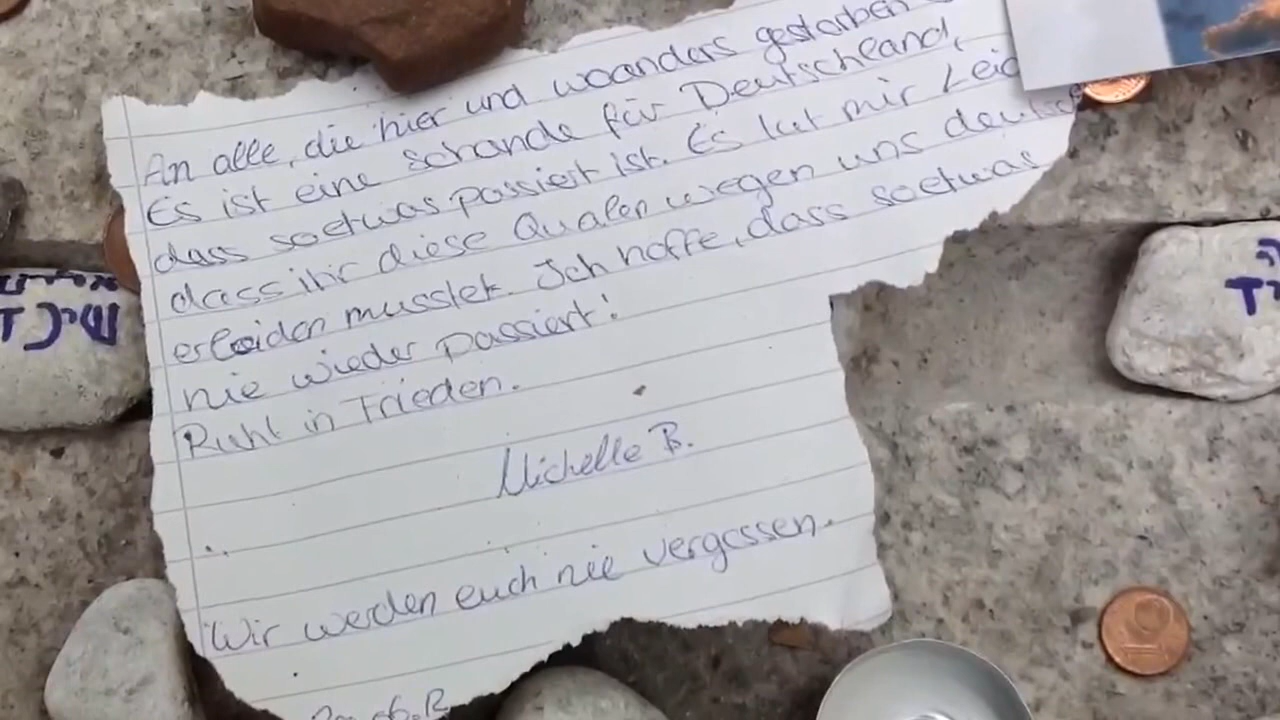 An alle, die hier und woanders gestorben
Es ist eine schande für Deutschland,
dass soetwas passiert ist. Es tut mir Leid
dass ihr diese Qualen wegen uns deutsch
erleiden musstet. Ich hoffe, dass soetwas
nie wieder passiert!
Ruht in Frieden.
Michelle B.
Wir werden euch nie vergessen.